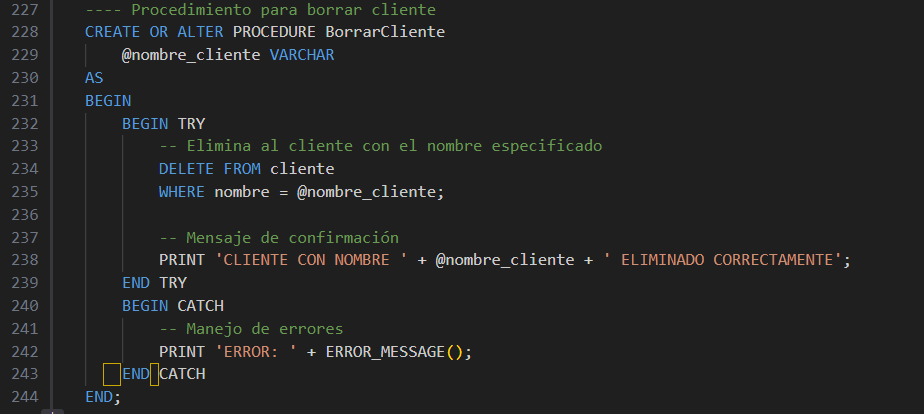 227 ---- Procedimiento para borrar cliente
228 CREATE OR ALTER PROCEDURE BorrarCliente
229     @nombre_cliente VARCHAR
230 AS
231 BEGIN
232     BEGIN TRY
233         -- Elimina al cliente con el nombre especificado
234         DELETE FROM cliente
235         WHERE nombre = @nombre_cliente;
236
237         -- Mensaje de confirmación
238         PRINT 'CLIENTE CON NOMBRE ' + @nombre_cliente + ' ELIMINADO CORRECTAMENTE';
239     END TRY
240     BEGIN CATCH
241         -- Manejo de errores
242         PRINT 'ERROR: ' + ERROR_MESSAGE();
243     END CATCH
244 END;